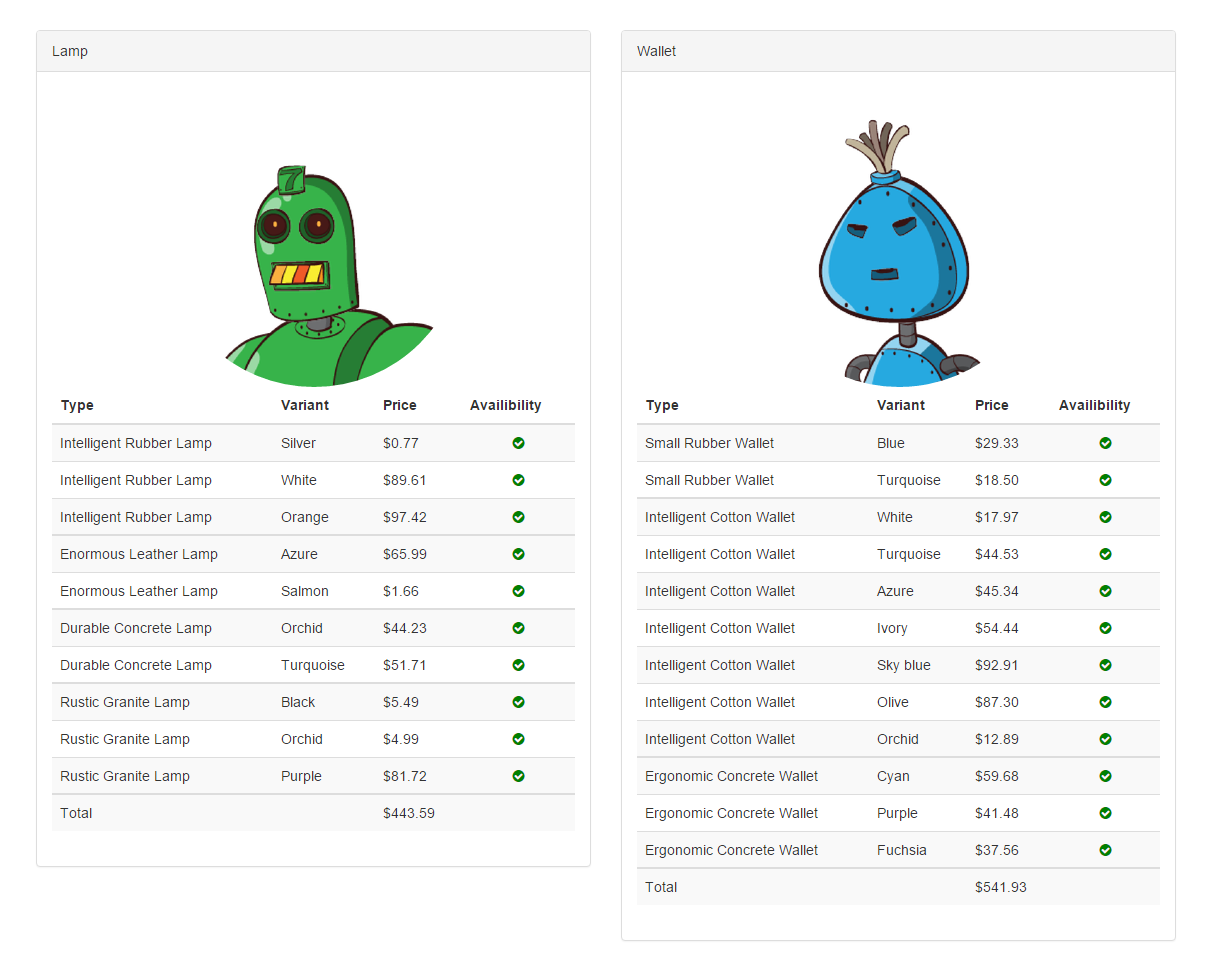 Lamp
7
Type Variant Price Availibility
Intelligent Rubber Lamp Silver $0.77
Intelligent Rubber Lamp White $89.61
Intelligent Rubber Lamp Orange $97.42
Enormous Leather Lamp Azure $65.99
Enormous Leather Lamp Salmon $1.66
Durable Concrete Lamp Orchid $44.23
Durable Concrete Lamp Turquoise $51.71
Rustic Granite Lamp Black $5.49
Rustic Granite Lamp Orchid $4.99
Rustic Granite Lamp Purple $81.72
Total $443.59
Wallet
Type Variant Price Availibility
Small Rubber Wallet Blue $29.33
Small Rubber Wallet Turquoise $18.50
Intelligent Cotton Wallet White $17.97
Intelligent Cotton Wallet Turquoise $44.53
Intelligent Cotton Wallet Azure $45.34
Intelligent Cotton Wallet Ivory $54.44
Intelligent Cotton Wallet Sky blue $92.91
Intelligent Cotton Wallet Olive $87.30
Intelligent Cotton Wallet Orchid $12.89
Ergonomic Concrete Wallet Cyan $59.68
Ergonomic Concrete Wallet Purple $41.48
Ergonomic Concrete Wallet Fuchsia $37.56
Total $541.93